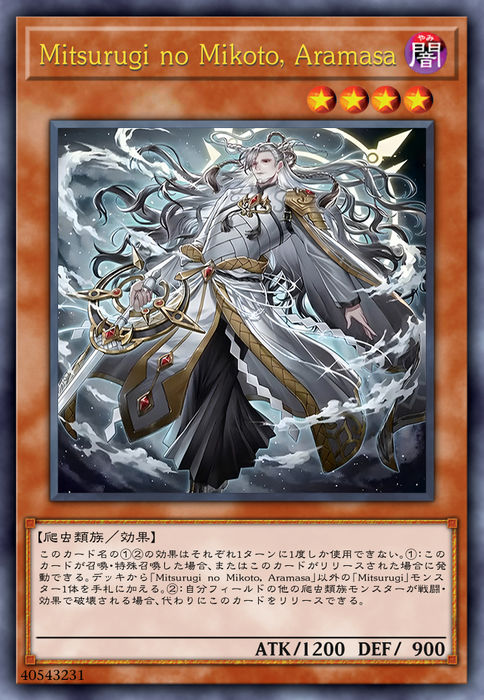 Mitsurugi no Mikoto, Aramasa
やみ
闇
【爬虫類族／効果】
このカード名の①②の効果はそれぞれ1ターンに1度しか使用できない。①:この
カードが召喚・特殊召喚した場合、またはこのカードがリリースされた場合に発
動できる。デッキから「Mitsurugi no Mikoto, Aramasa」以外の「Mitsurugi」モンス
ター1体を手札に加える。②:自分フィールドの他の爬虫類族モンスターが戦闘・
効果で破壊される場合、代わりにこのカードをリリースできる。
ATK/1200 DEF/ 900
40543231